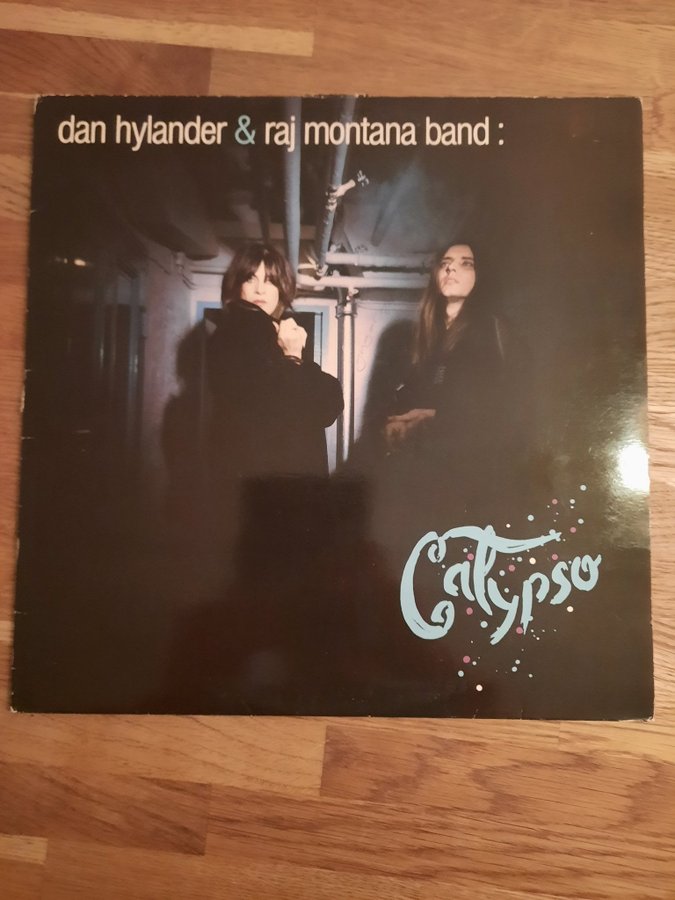 dan hylander & raj montana band :
Calypso